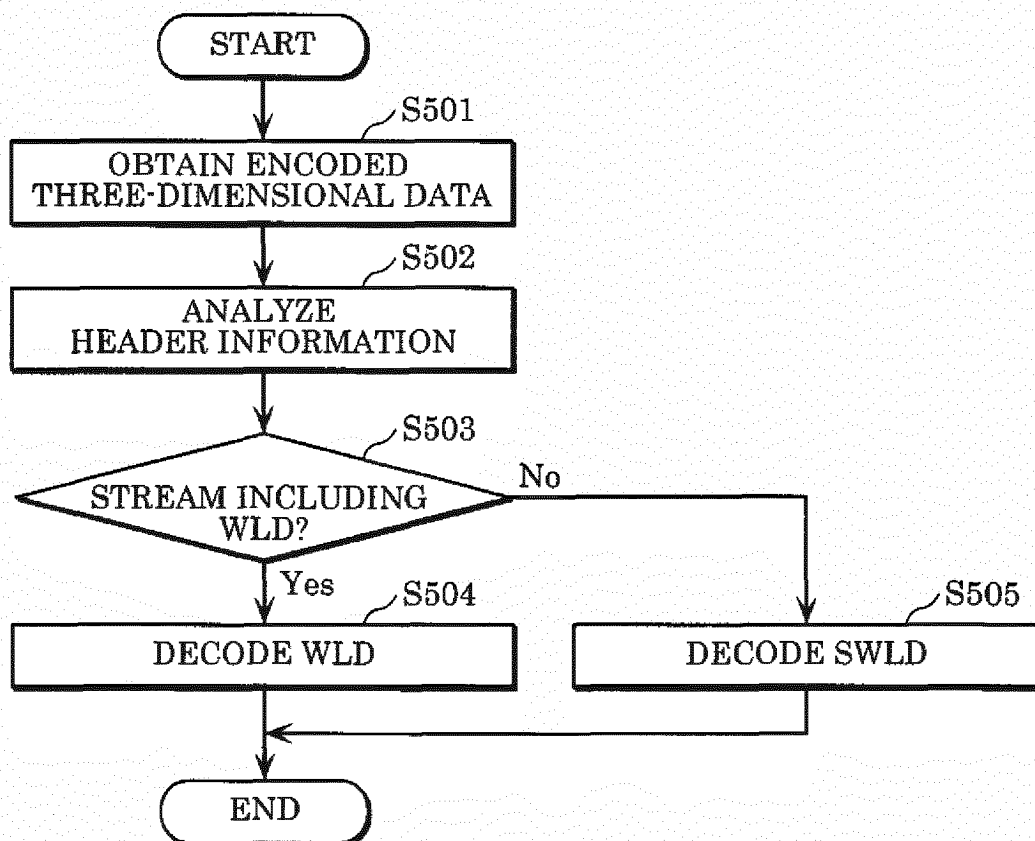 START
S501
OBTAIN ENCODED
THREE-DIMENSIONAL DATA
S502
ANALYZE
HEADER INFORMATION
S503
STREAM INCLUDING
WLD?
No
Yes
S504
DECODE WLD
S505
DECODE SWLD
END